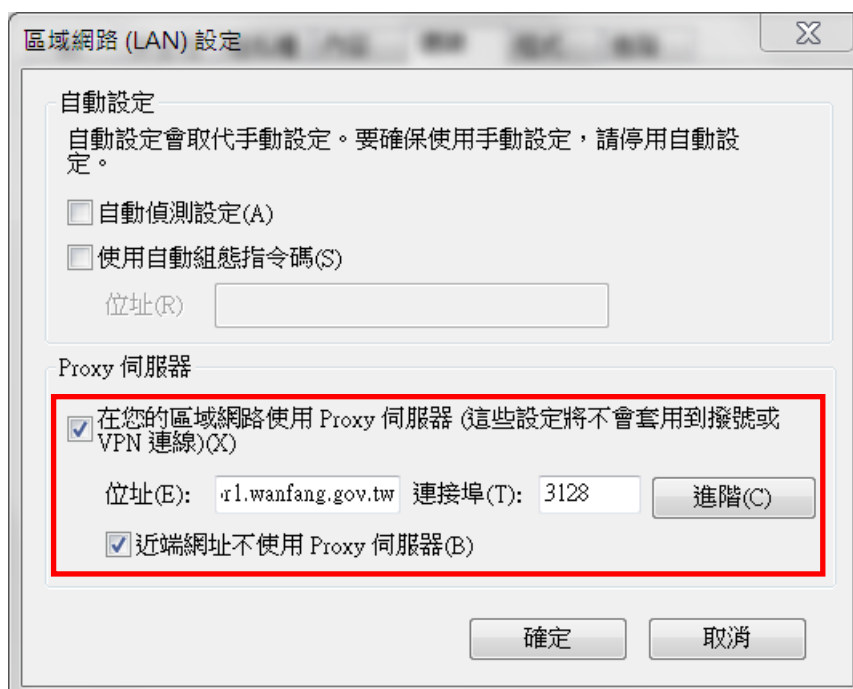 區域網路 (LAN) 設定
自動設定
自動設定會取代手動設定。要確保使用手動設定，請停用自動設
定。
自動偵測設定(A)
使用自動組態指令碼(S)
位址(R)
Proxy 伺服器
在您的區域網路使用 Proxy 伺服器 (這些設定將不會套用到撥號或
VPN 連線)(X)
位址(E): r1.wanfang.gov.tw 連接埠(T): 3128 進階(C)
近端網址不使用 Proxy 伺服器(B)
確定 取消